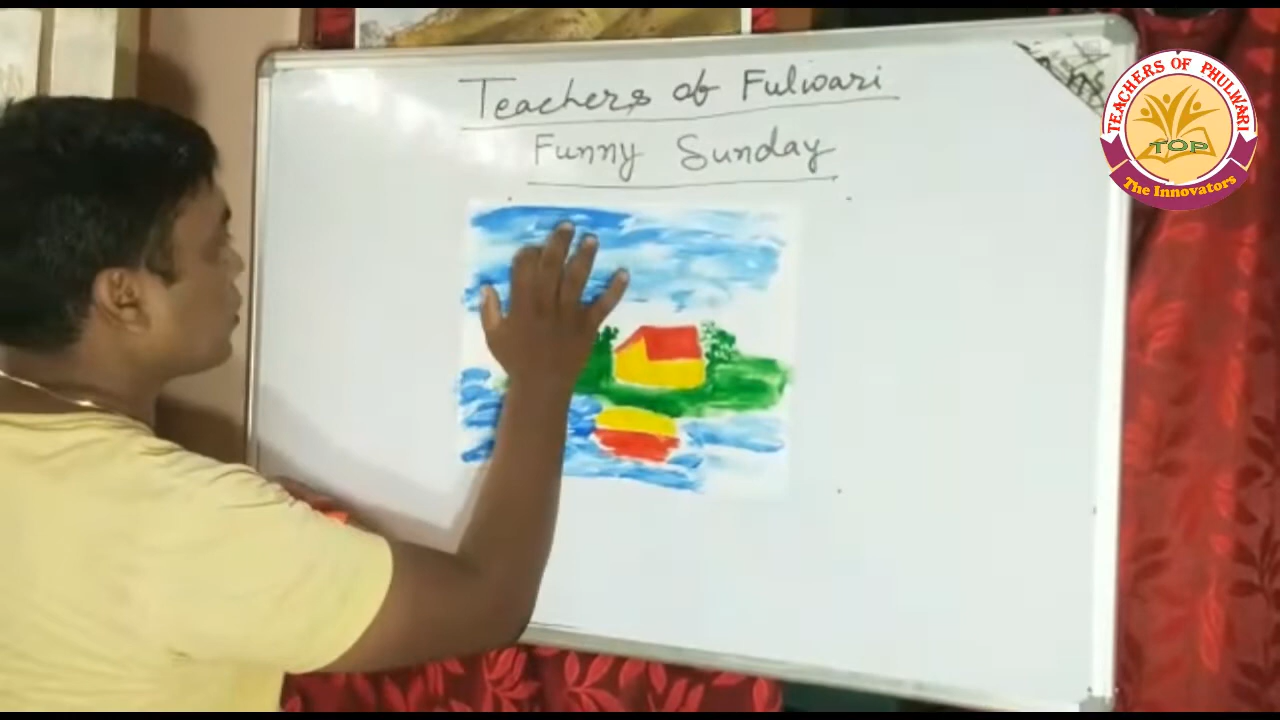 Teachers of Fulwari
Funny Sunday
TEACHERS OF PHULWARI
TOP
The Innovators